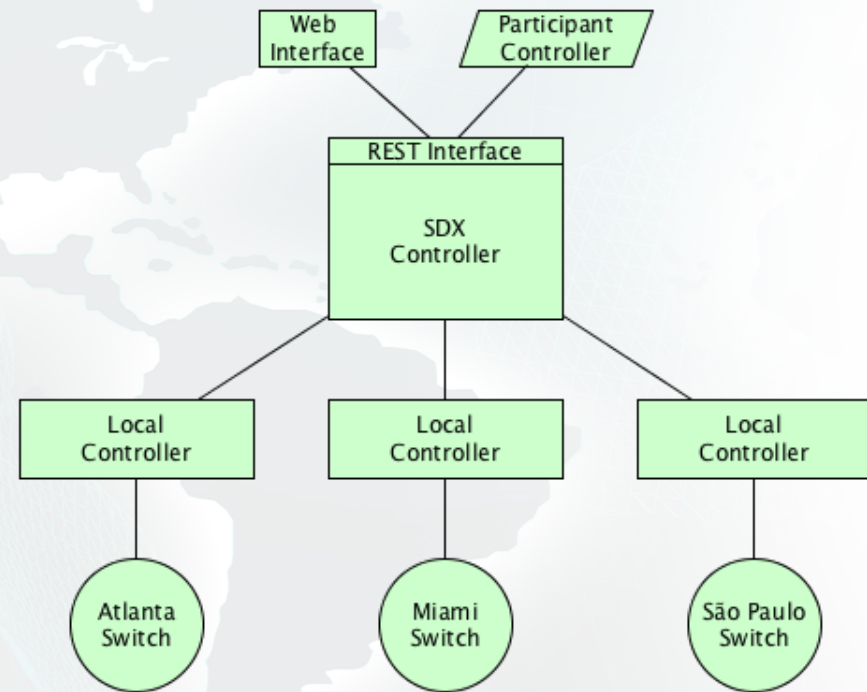 Web
Interface
Participant
Controller
REST Interface
SDX
Controller
Local
Controller
Local
Controller
Local
Controller
Atlanta
Switch
Miami
Switch
São Paulo
Switch